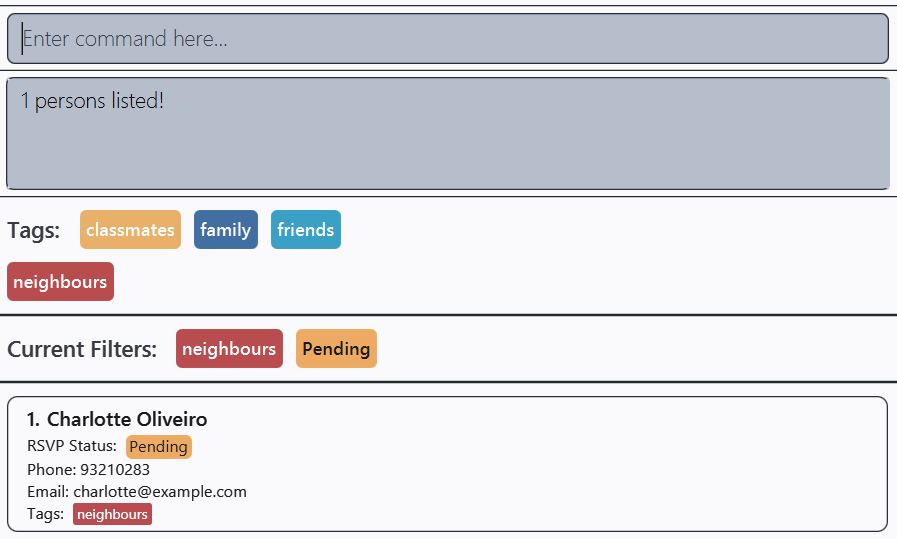 Enter command here...
1 persons listed!
Tags: classmates family friends
neighbours
Current Filters: neighbours Pending
1. Charlotte Oliveiro
RSVP Status: Pending
Phone: 93210283
Email: charlotte@example.com
Tags: neighbours